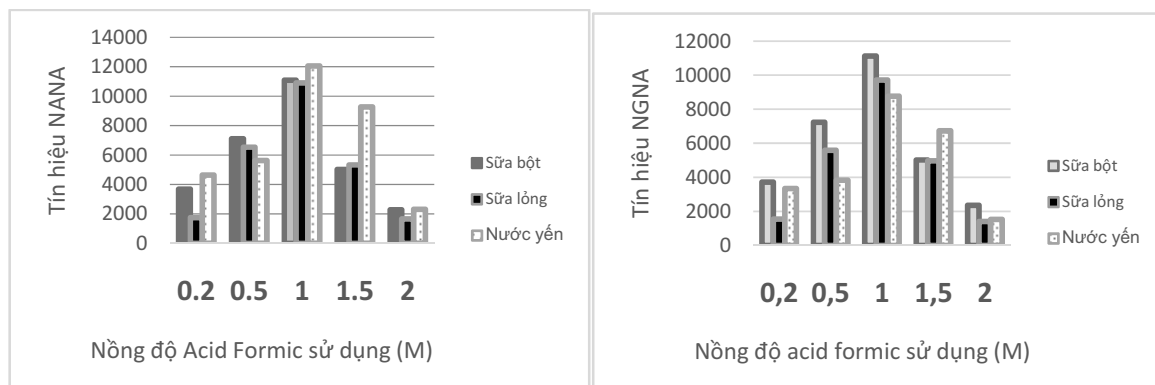 Tín hiệu NANA
14000
12000
10000
8000
6000
4000
2000
0
0.2 0.5 1 1.5 2
Nồng độ Acid Formic sử dụng (M)
Sữa bột
Sữa lỏng
Nước yến
Tín hiệu NGNA
12000
10000
8000
6000
4000
2000
0
0,2 0,5 1 1,5 2
Nồng độ acid formic sử dụng (M)
Sữa bột
Sữa lỏng
Nước yến